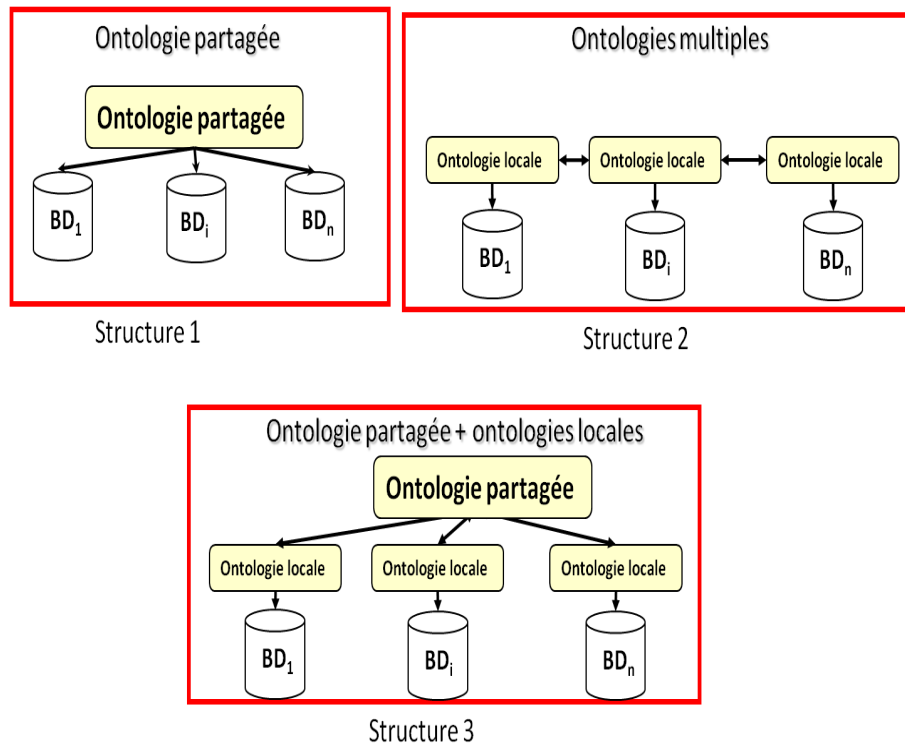 Ontologie partagée
Ontologie partagée
BD1
BDi
BDn
Structure 1
Ontologies multiples
Ontologie locale
Ontologie locale
Ontologie locale
BD1
BDi
BDn
Structure 2
Ontologie partagée + ontologies locales
Ontologie partagée
Ontologie locale
Ontologie locale
Ontologie locale
BD1
BDi
BDn
Structure 3